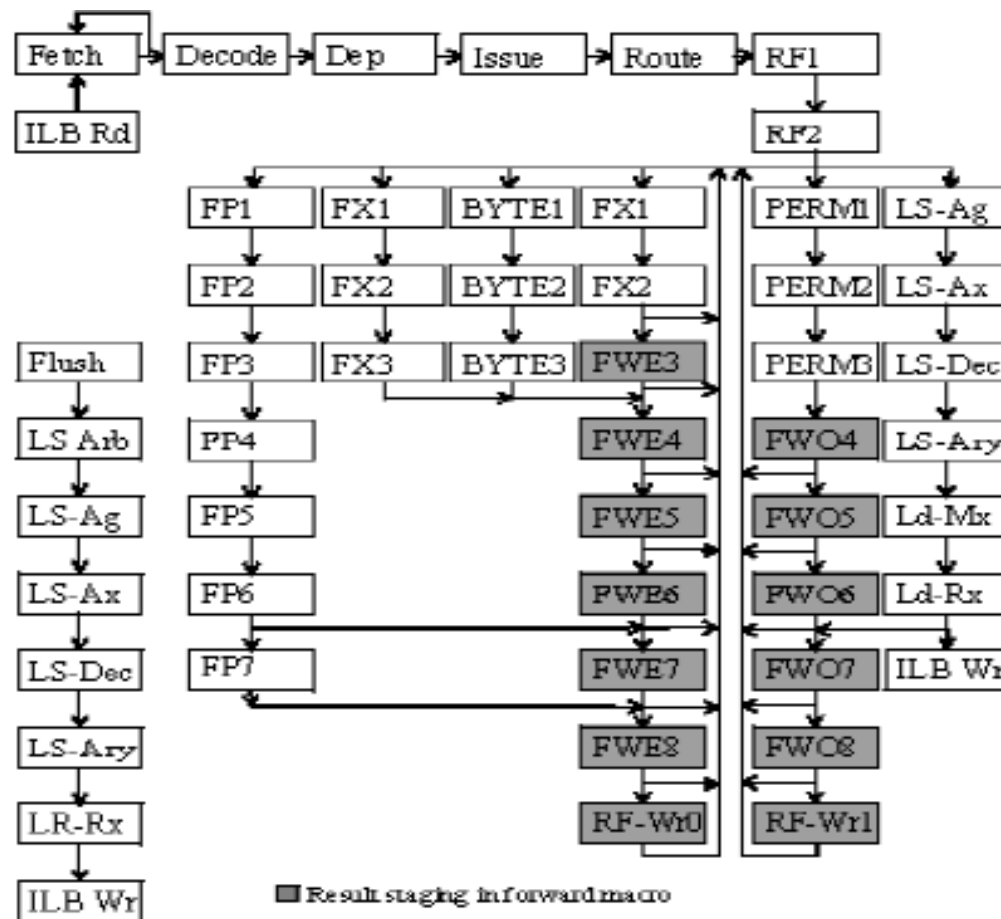 Fetch Decode Dep Issue Route RF1
ILB Rd RF2
FP1 FX1 BYTE1 FX1 PERM1 LS-Ag
FP2 FX2 BYTE2 FX2 PERM2 LS-Ax
Flush FP3 FX3 BYTE3 FWE3 PERM3 LS-Dec
LS Arb PP4 FWE4 FWO4 LS-Ary
LS-Ag FP5 FWE5 FWO5 Ld-Mx
LS-Ax FP6 FWE6 FWO6 Ld-Rx
LS-Dec FP7 FWE7 FWO7 ILB Wr
LS-Ary FWE8 FWO8
LR-Rx RF-Wr0 RF-Wr1
ILB Wr Result staging in forward macro